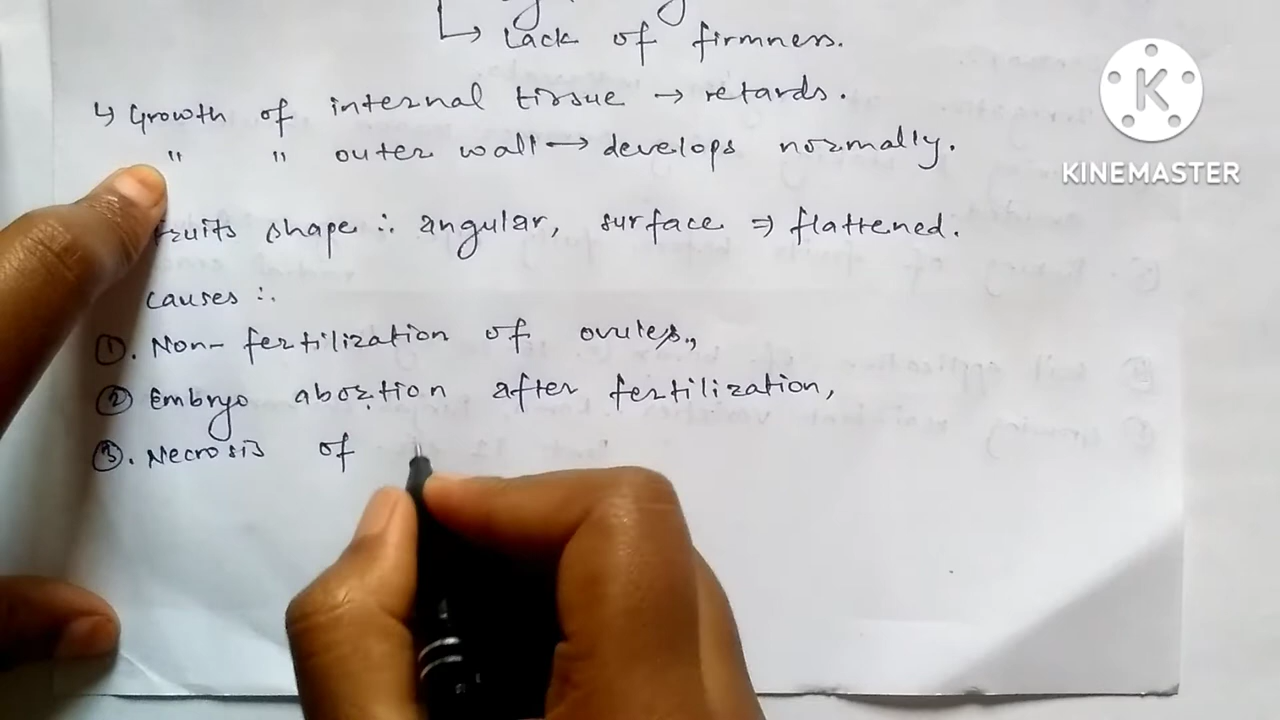 ↳ Lack of firmness.
↳ Growth of internal tissue → retards.
" " outer wall → develops normally.
Fruits shape ∴ angular, surface ⇒ flattened.
causes :.
①. Non-fertilization of ovules.,
② Embryo abortion after fertilization,
③. Necrosis of
K
KINEMASTER